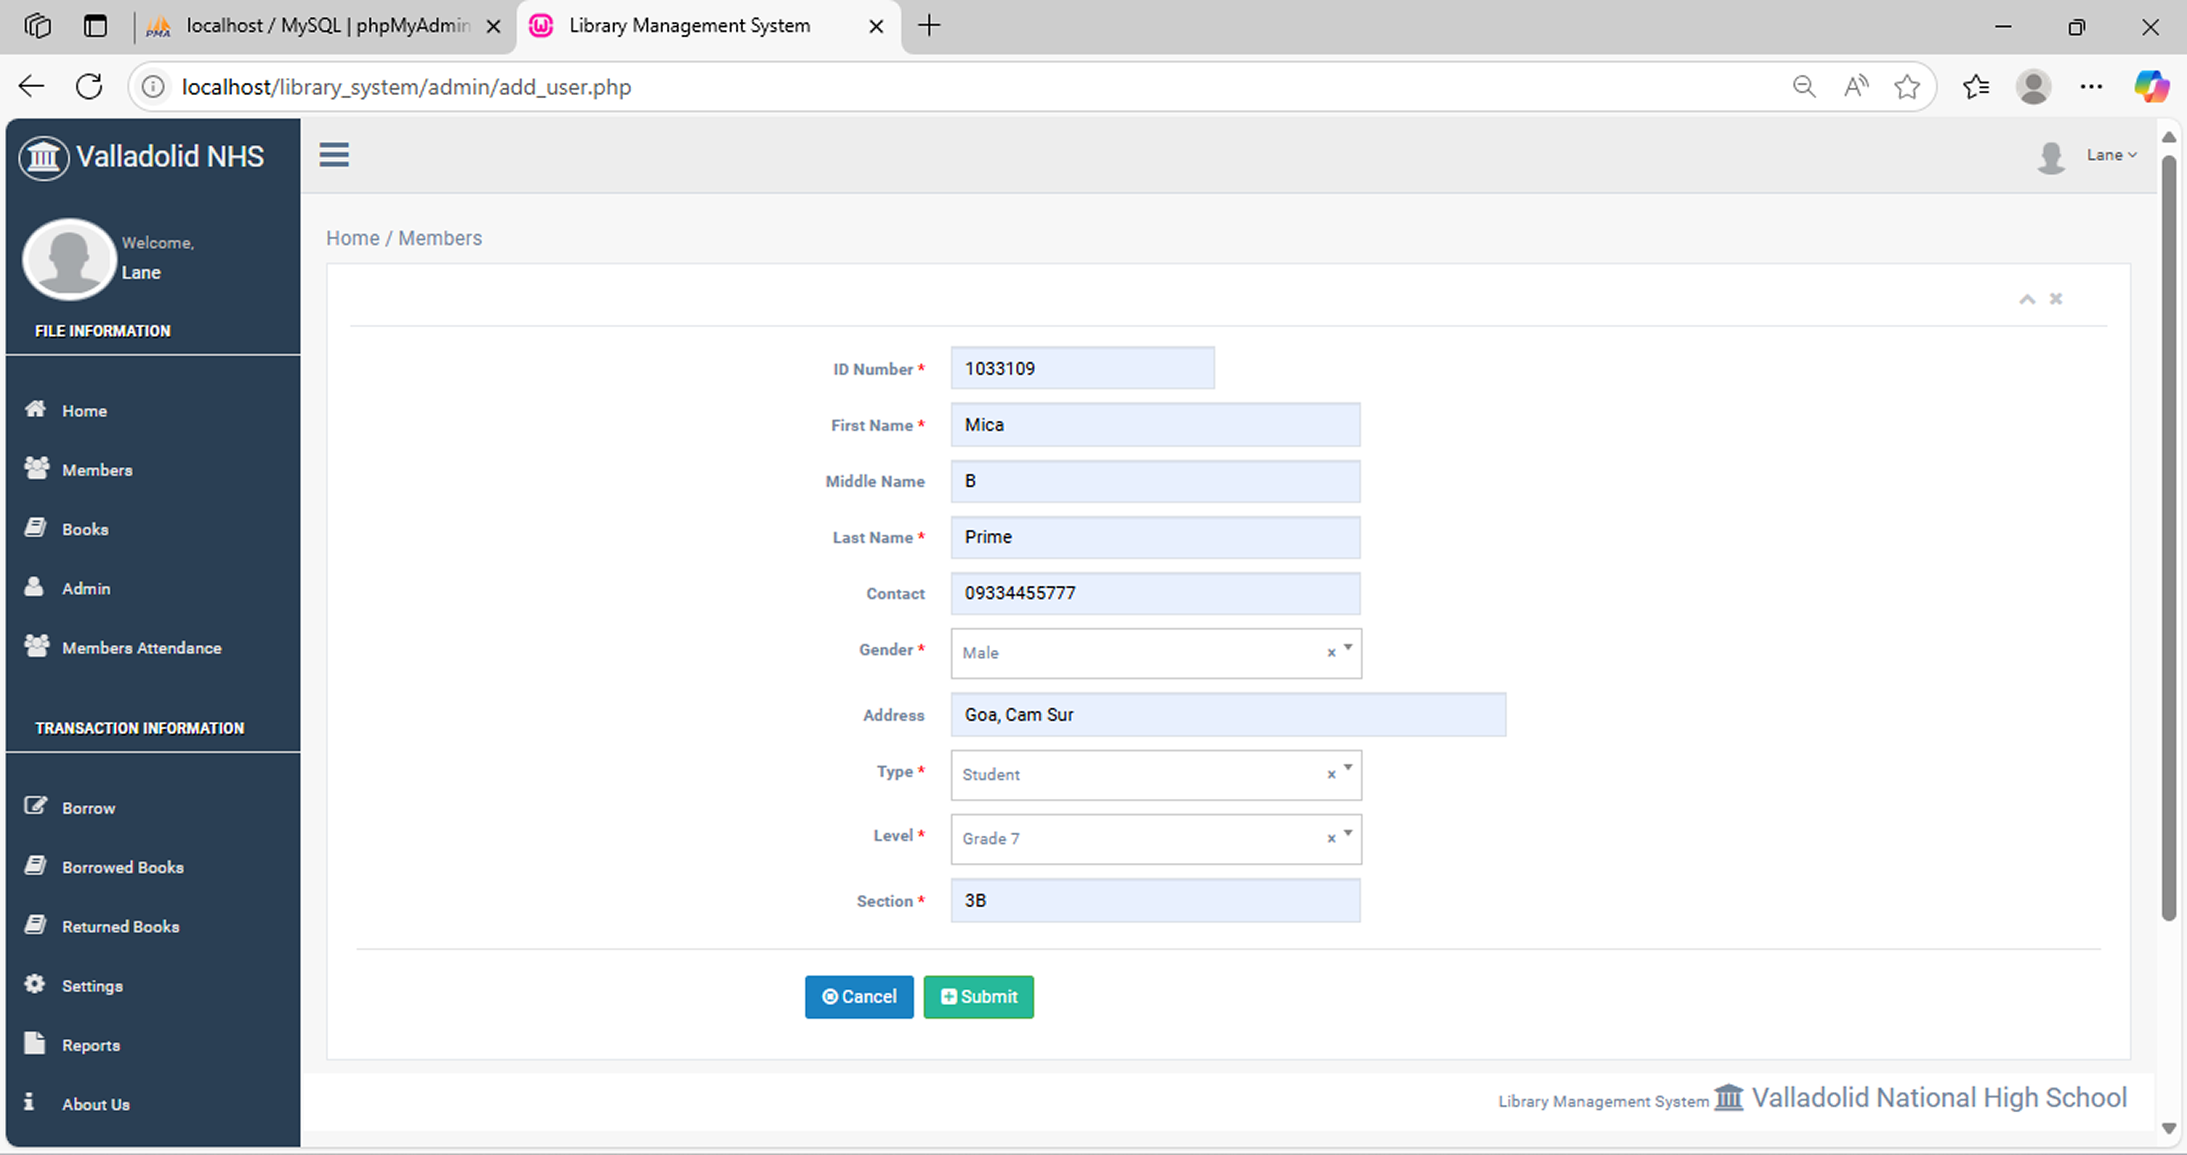 localhost / MySQL | phpMyAdmin
Library Management System
localhost/library_system/admin/add_user.php
Valladolid NHS
Lane
Welcome,
Lane
FILE INFORMATION
Home
Members
Books
Admin
Members Attendance
TRANSACTION INFORMATION
Borrow
Borrowed Books
Returned Books
Settings
Reports
About Us
Home / Members
ID Number * 1033109
First Name * Mica
Middle Name B
Last Name * Prime
Contact 09334455777
Gender * Male × 
Address Goa, Cam Sur
Type * Student ×
Level * Grade 7 ×
Section * 3B
Cancel Submit
Library Management System Valladolid National High School